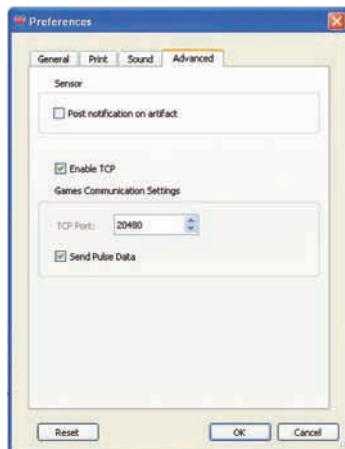 Preferences
General Print Sound Advanced
Sensor
Post notification on artifact
Enable TCP
Games Communication Settings
TCP Port: 20480
Send Pulse Data
Reset OK Cancel